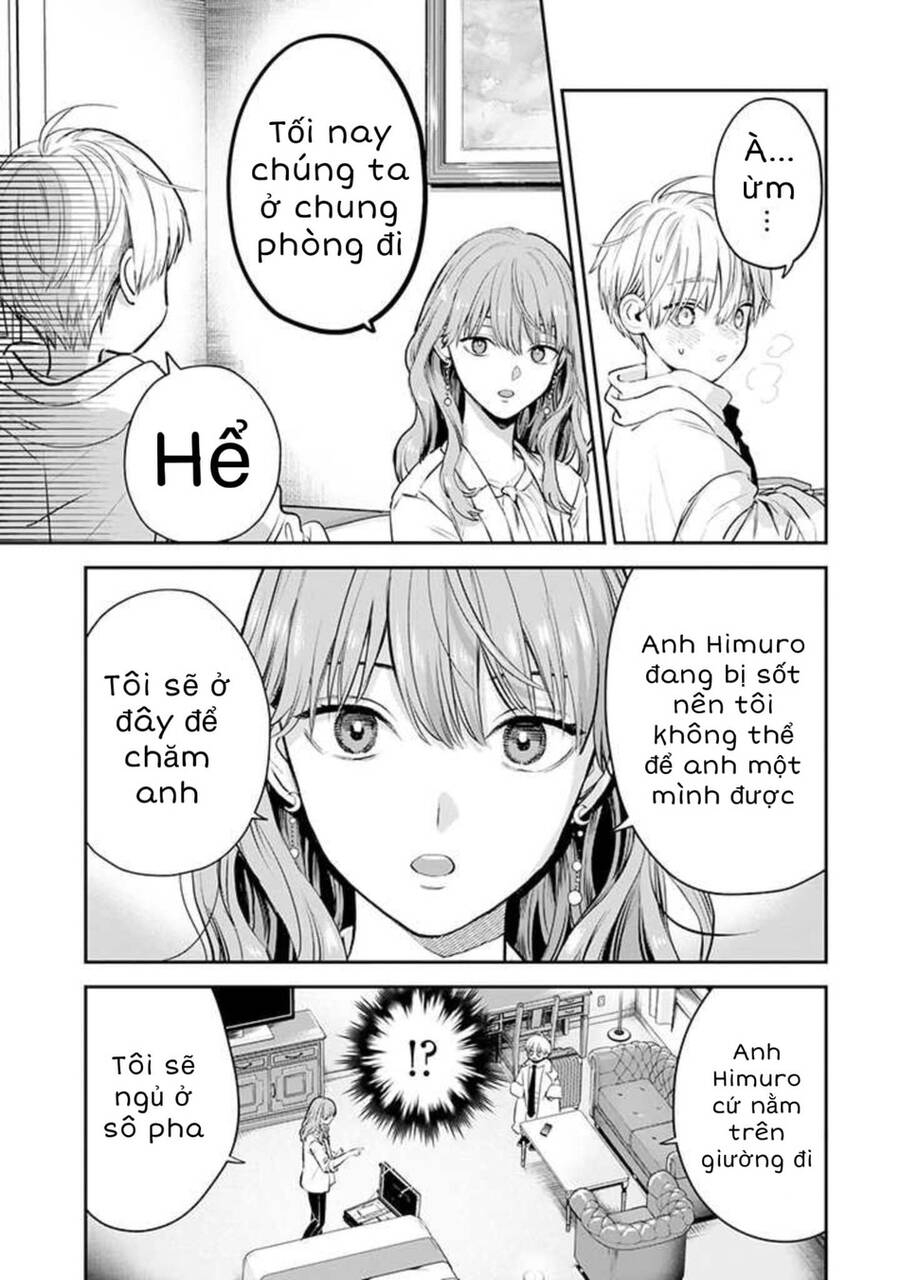 À...
ừm
...
Tối nay
chúng ta
ở chung
phòng đi
Hể
Anh Himuro
đang bị sốt
nên tôi
không thể
để anh một
mình được
Tôi sẽ ở
đây để
chăm
anh
Anh
Himuro
cứ nằm
trên
giường đi
!?
Tôi sẽ
ngủ ở
sô pha